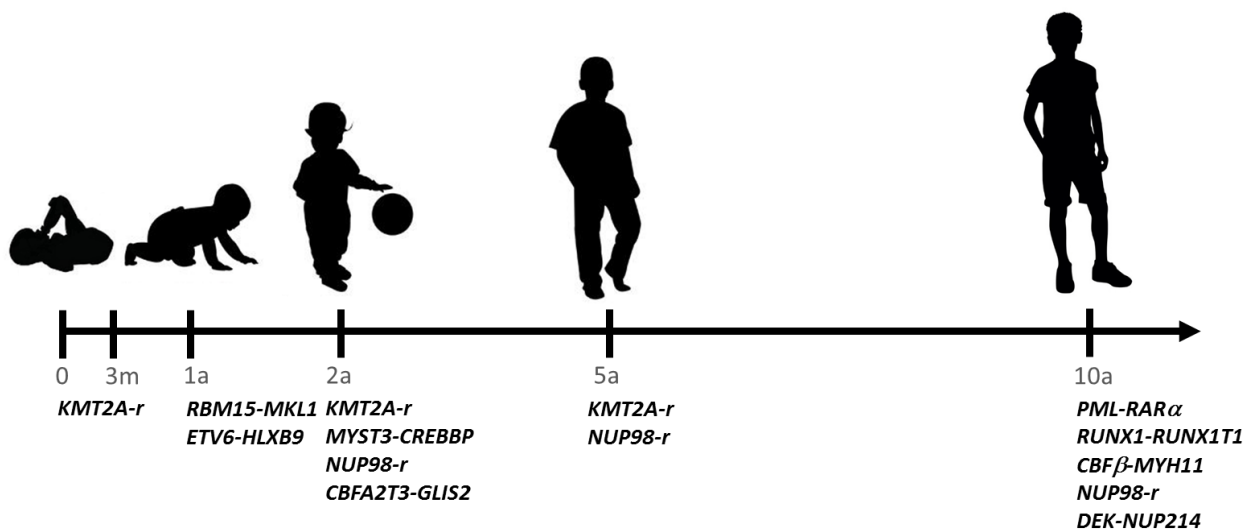 0
3m
1a
2a
5a
10a
KMT2A-r
RBM15-MKL1
ETV6-HLXB9
KMT2A-r
MYST3-CREBBP
NUP98-r
CBFA2T3-GLIS2
KMT2A-r
NUP98-r
PML-RARα
RUNX1-RUNX1T1
CBFβ-MYH11
NUP98-r
DEK-NUP214